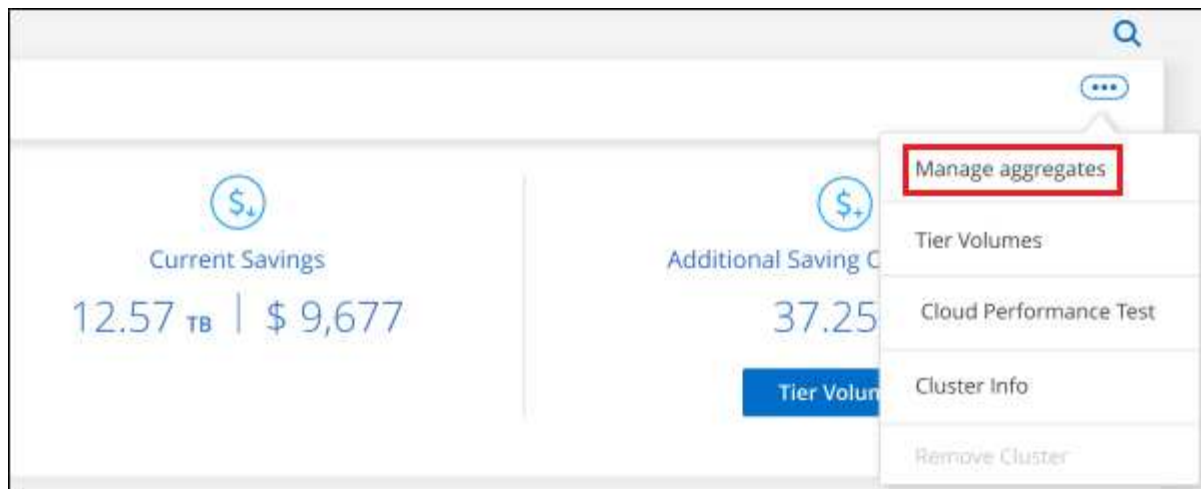 Manage aggregates
Current Savings
12.57 TB | $ 9,677
Additional Saving
37.25
Tier Volumes
Cloud Performance Test
Tier
Cluster Info
Remove Cluster